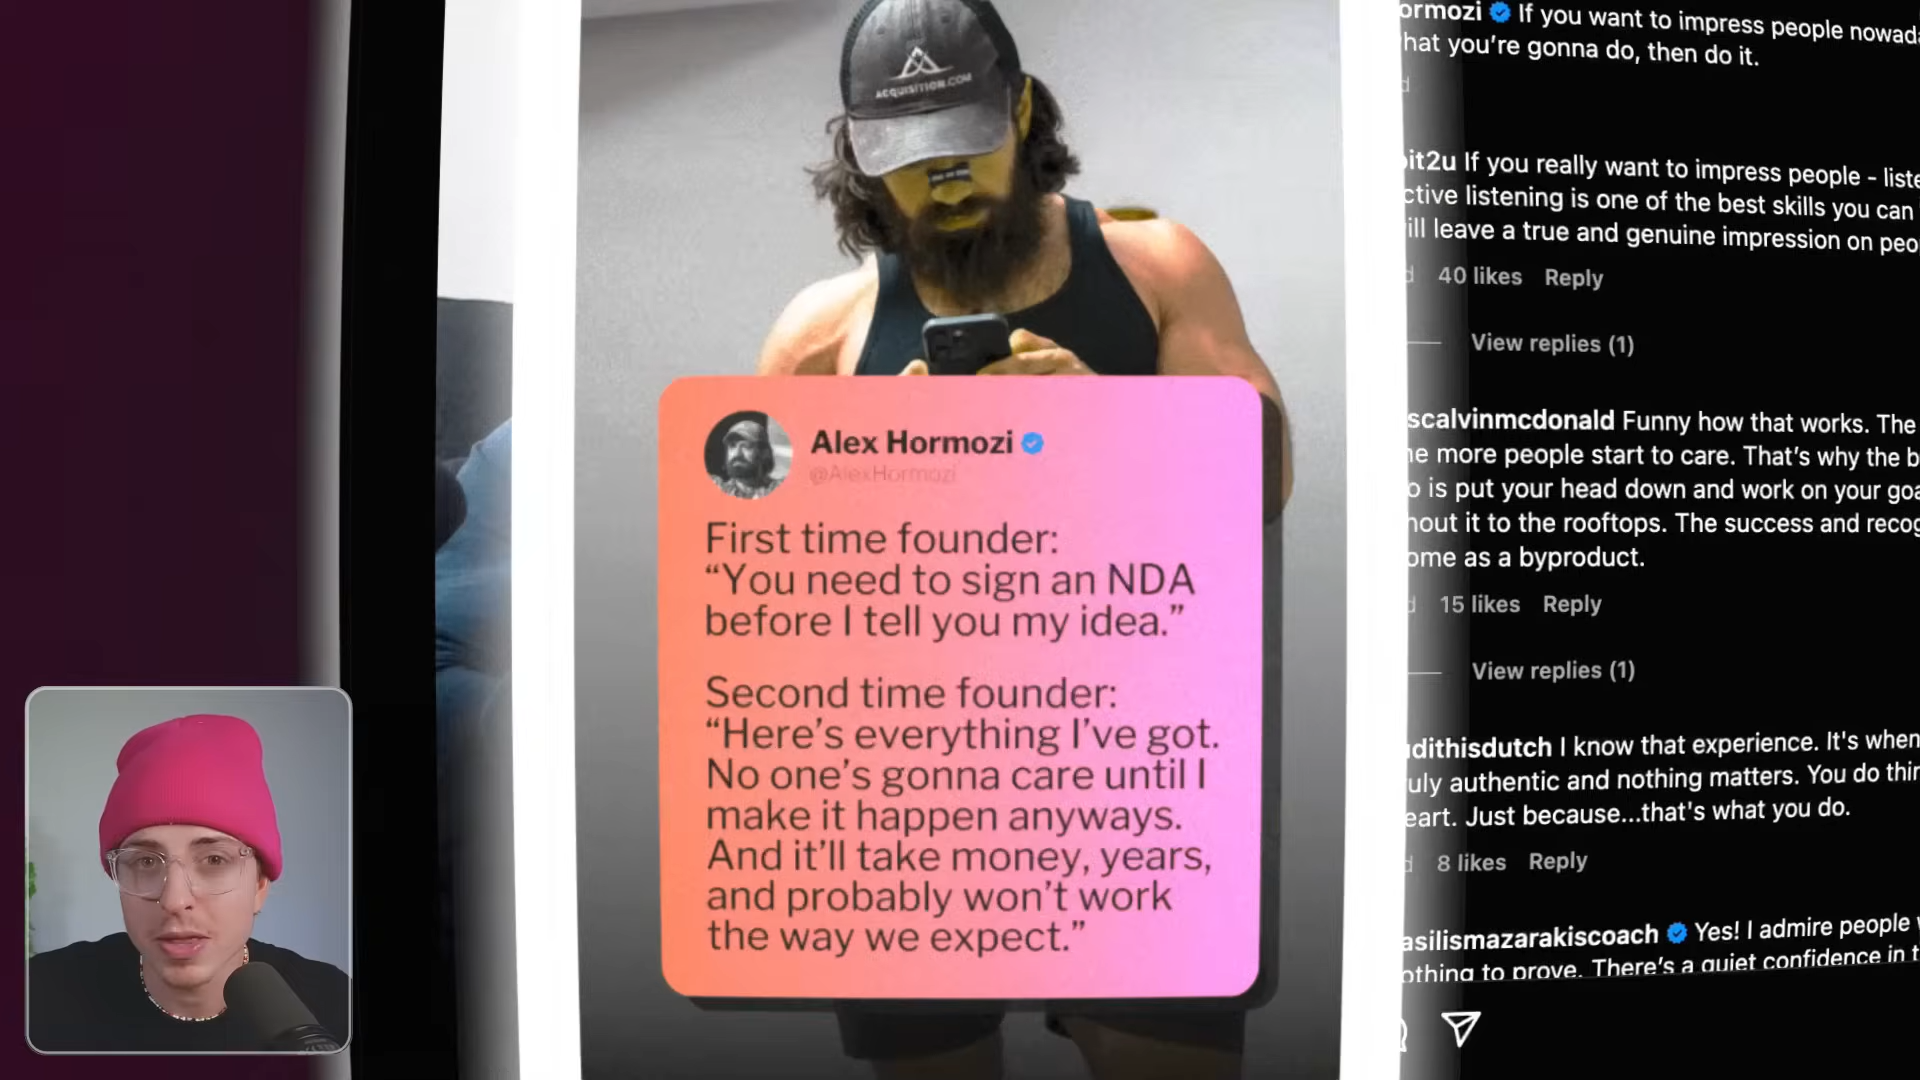 ACQUISITION.COM
Alex Hormozi
@AlexHormozi
First time founder:
“You need to sign an NDA
before I tell you my idea.”
Second time founder:
“Here’s everything I’ve got.
No one’s gonna care until I
make it happen anyways.
And it’ll take money, years,
and probably won’t work
the way we expect.”
ormozi If you want to impress people nowad
hat you’re gonna do, then do it.
d
bit2u If you really want to impress people - liste
ctive listening is one of the best skills you can
ill leave a true and genuine impression on peo
d 40 likes Reply
View replies (1)
scalvinmcdonald Funny how that works. The
he more people start to care. That’s why the b
o is put your head down and work on your goa
hout it to the rooftops. The success and recog
ome as a byproduct.
d 15 likes Reply
View replies (1)
udithisdutch I know that experience. It's when
uly authentic and nothing matters. You do thin
eart. Just because...that's what you do.
d 8 likes Reply
asilismazarakiscoach Yes! I admire people
othing to prove. There’s a quiet confidence in t